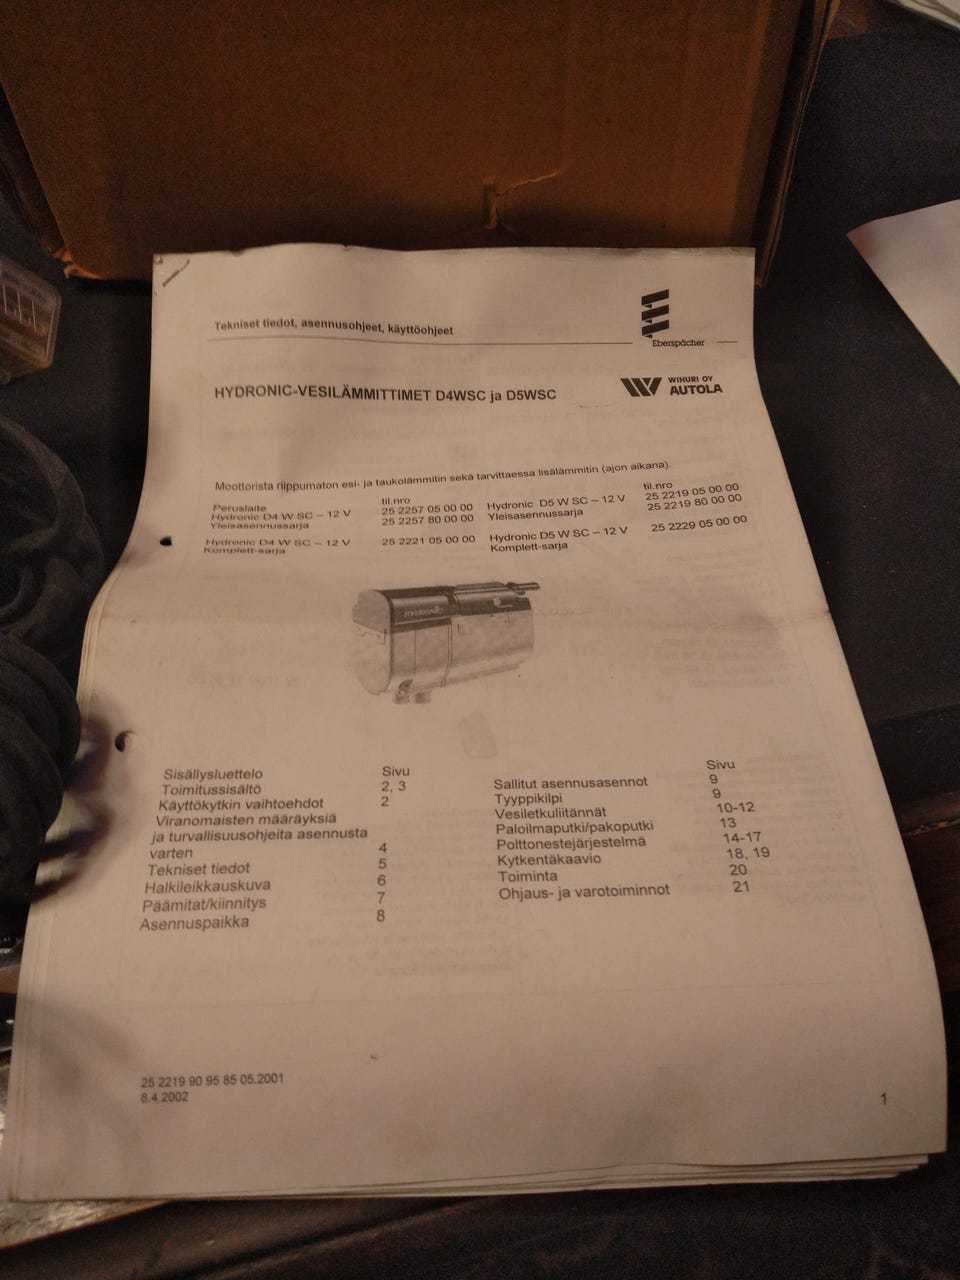 Tekniset tiedot, asennusohjeet, käyttöohjeet
Eberspächer
HYDRONIC-VESILÄMMITTIMET D4WSC ja D5WSC
WIHURI OY
AUTOLA
Moottorista riippumaton esi- ja taukolämmitin sekä tarvittaessa lisälämmitin (ajon aikana).
Peruslaite til.nro til.nro
Hydronic D4 W SC – 12 V 25 2257 05 00 00 Hydronic D5 W SC – 12 V 25 2219 05 00 00
Yleisasennussarja 25 2257 80 00 00 Yleisasennussarja 25 2219 80 00 00
Hydronic D4 W SC – 12 V 25 2221 05 00 00 Hydronic D5 W SC – 12 V 25 2229 05 00 00
Komplett-sarja Komplett-sarja
HYDRONIC
Sisällysluettelo Sivu
Toimitussisältö 2, 3
Käyttökytkin vaihtoehdot 2
Viranomaisten määräyksiä
ja turvallisuusohjeita asennusta
varten 4
Tekniset tiedot 5
Halkileikkauskuva 6
Päämitat/kiinnitys 7
Asennuspaikka 8
Sivu
Sallitut asennusasennot 9
Tyyppikilpi 9
Vesiletkuliitännät 10-12
Paloilmaputki/pakoputki 13
Polttonestejärjestelmä 14-17
Kytkentäkaavio 18, 19
Toiminta 20
Ohjaus- ja varotoiminnot 21
25 2219 90 95 85 05.2001
8.4.2002
1